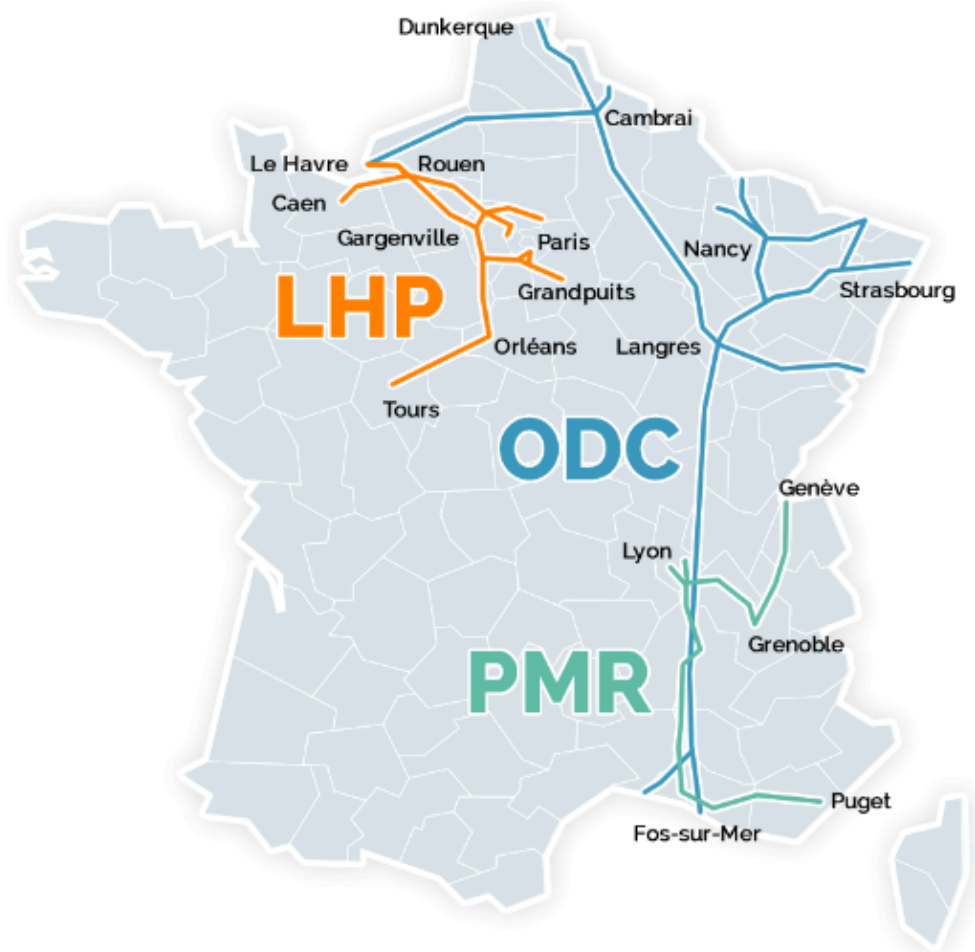 Dunkerque
Cambrai
Le Havre
Rouen
Caen
Gargenville
Paris
Nancy
Grandpuits
Strasbourg
LHP
Orléans
Langres
Tours
ODC
Genève
Lyon
Grenoble
PMR
Puget
Fos-sur-Mer